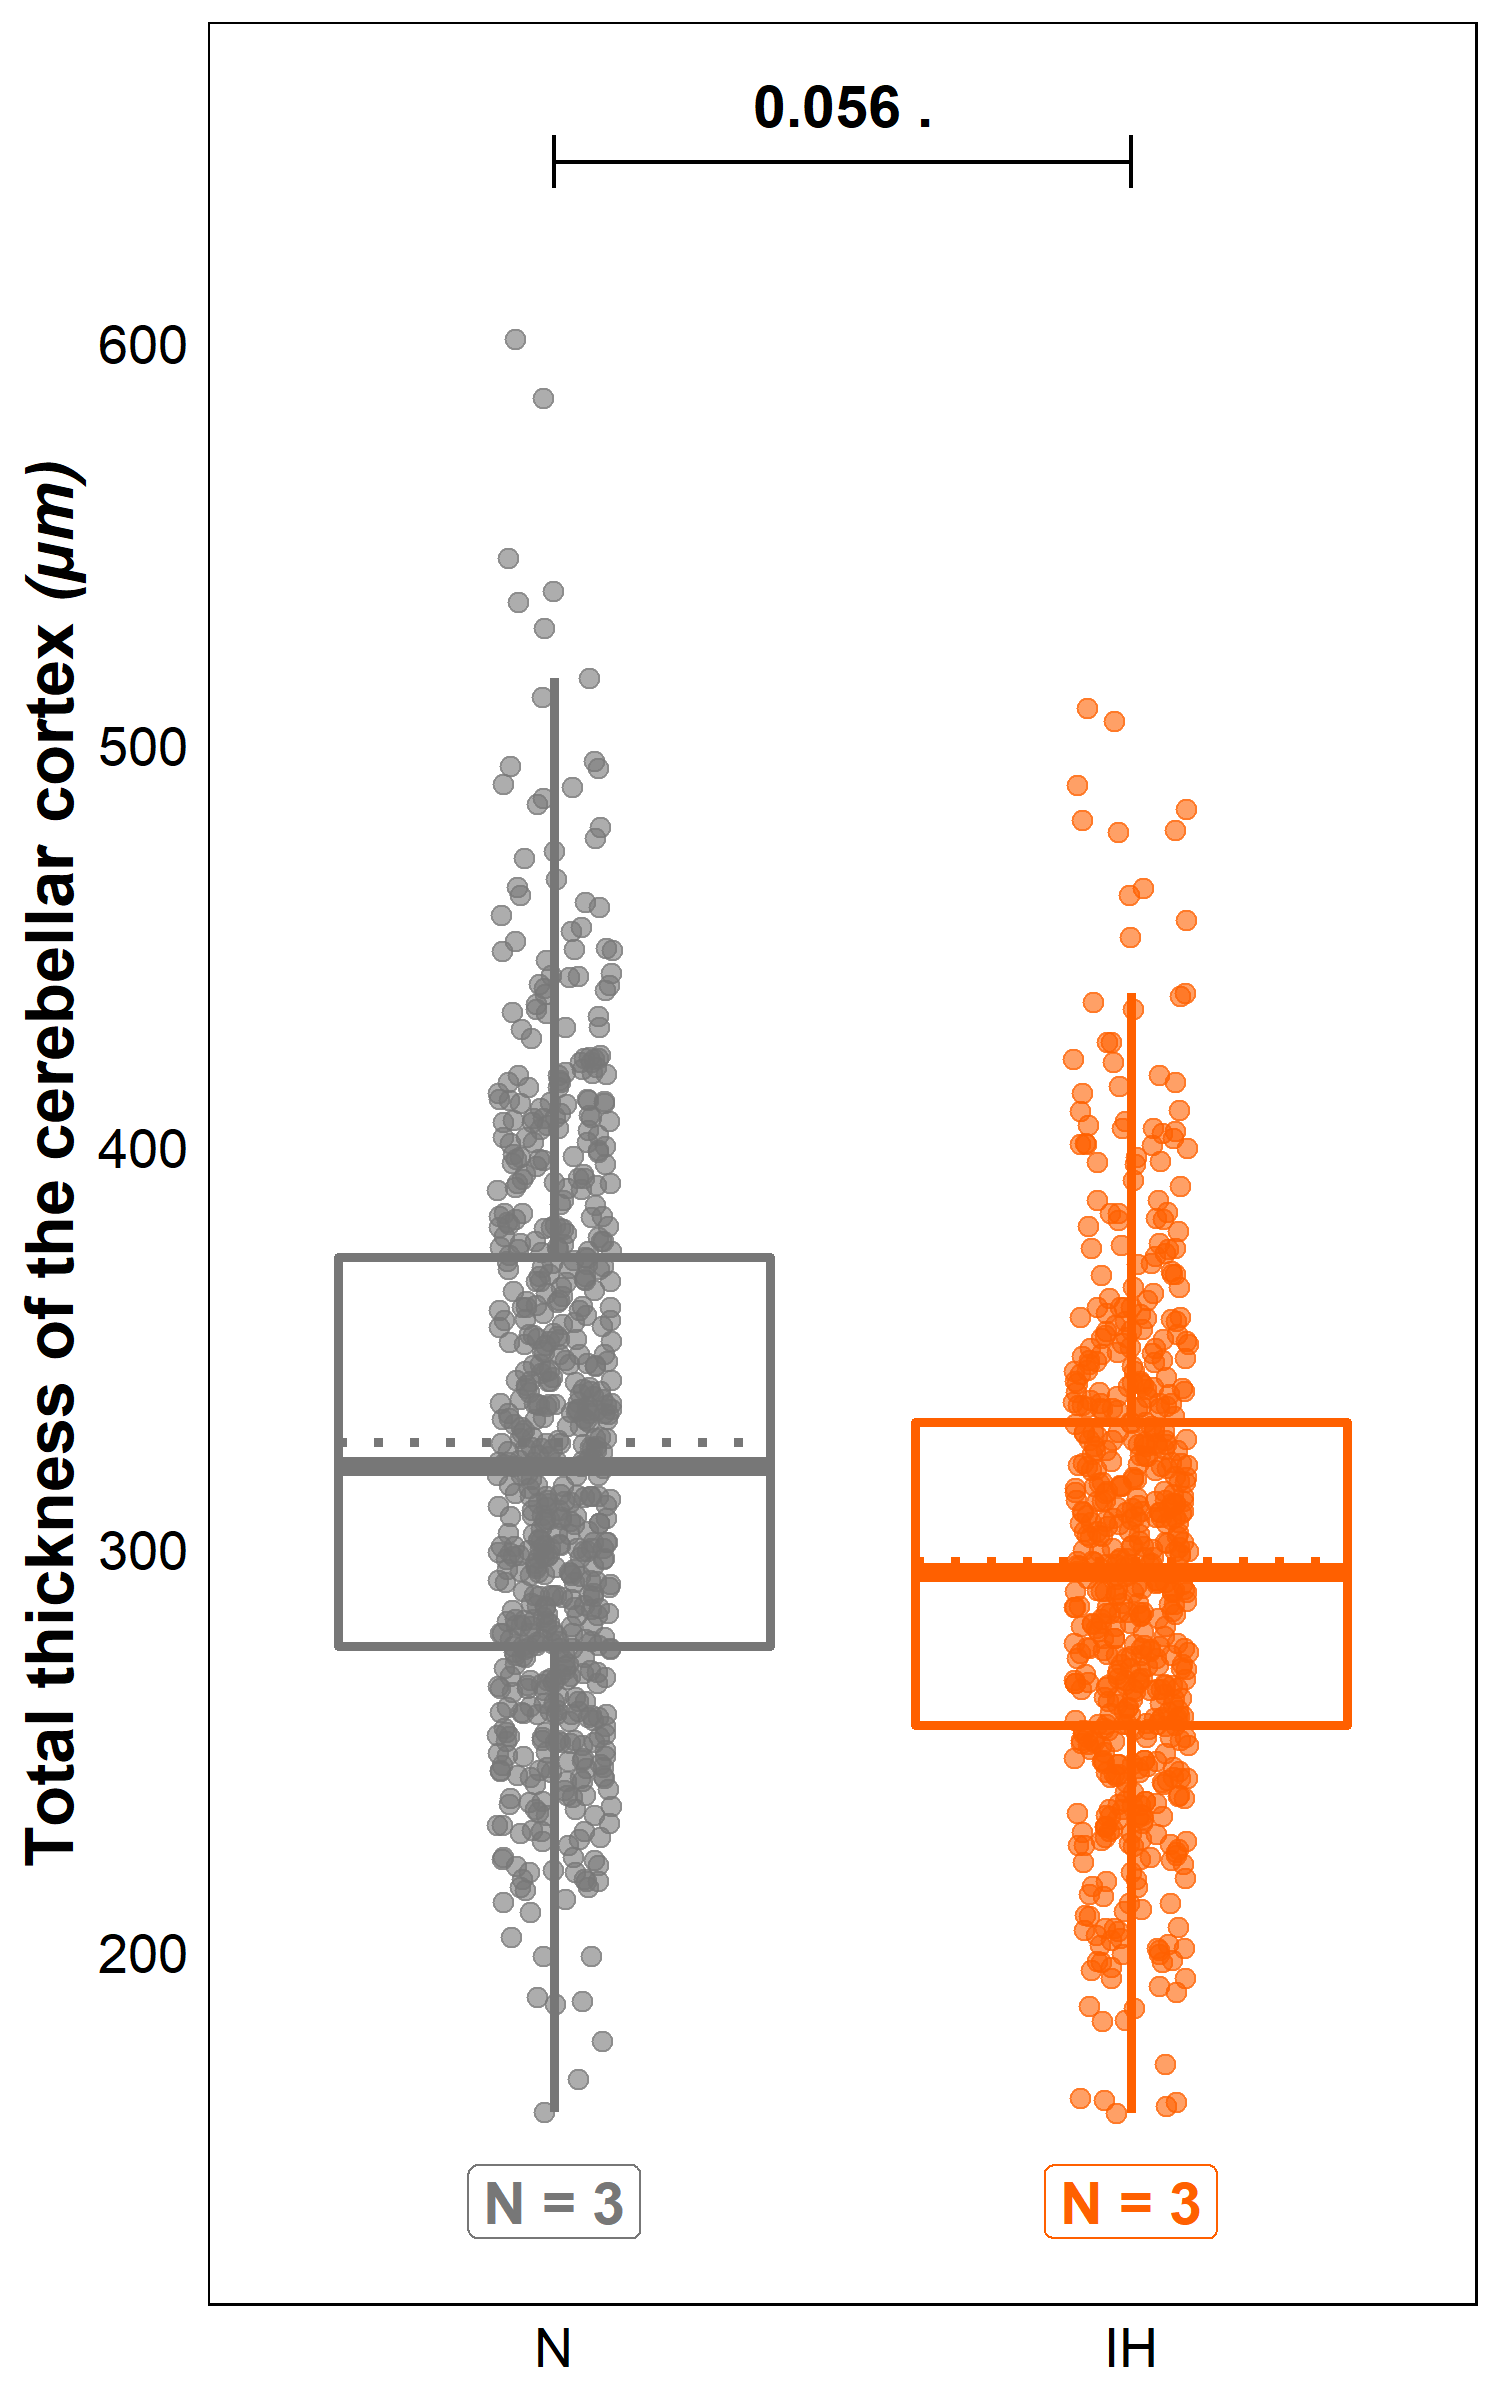 0.056 .
Total thickness of the cerebellar cortex (µm)
600
500
400
300
200
N = 3
N = 3
N
IH